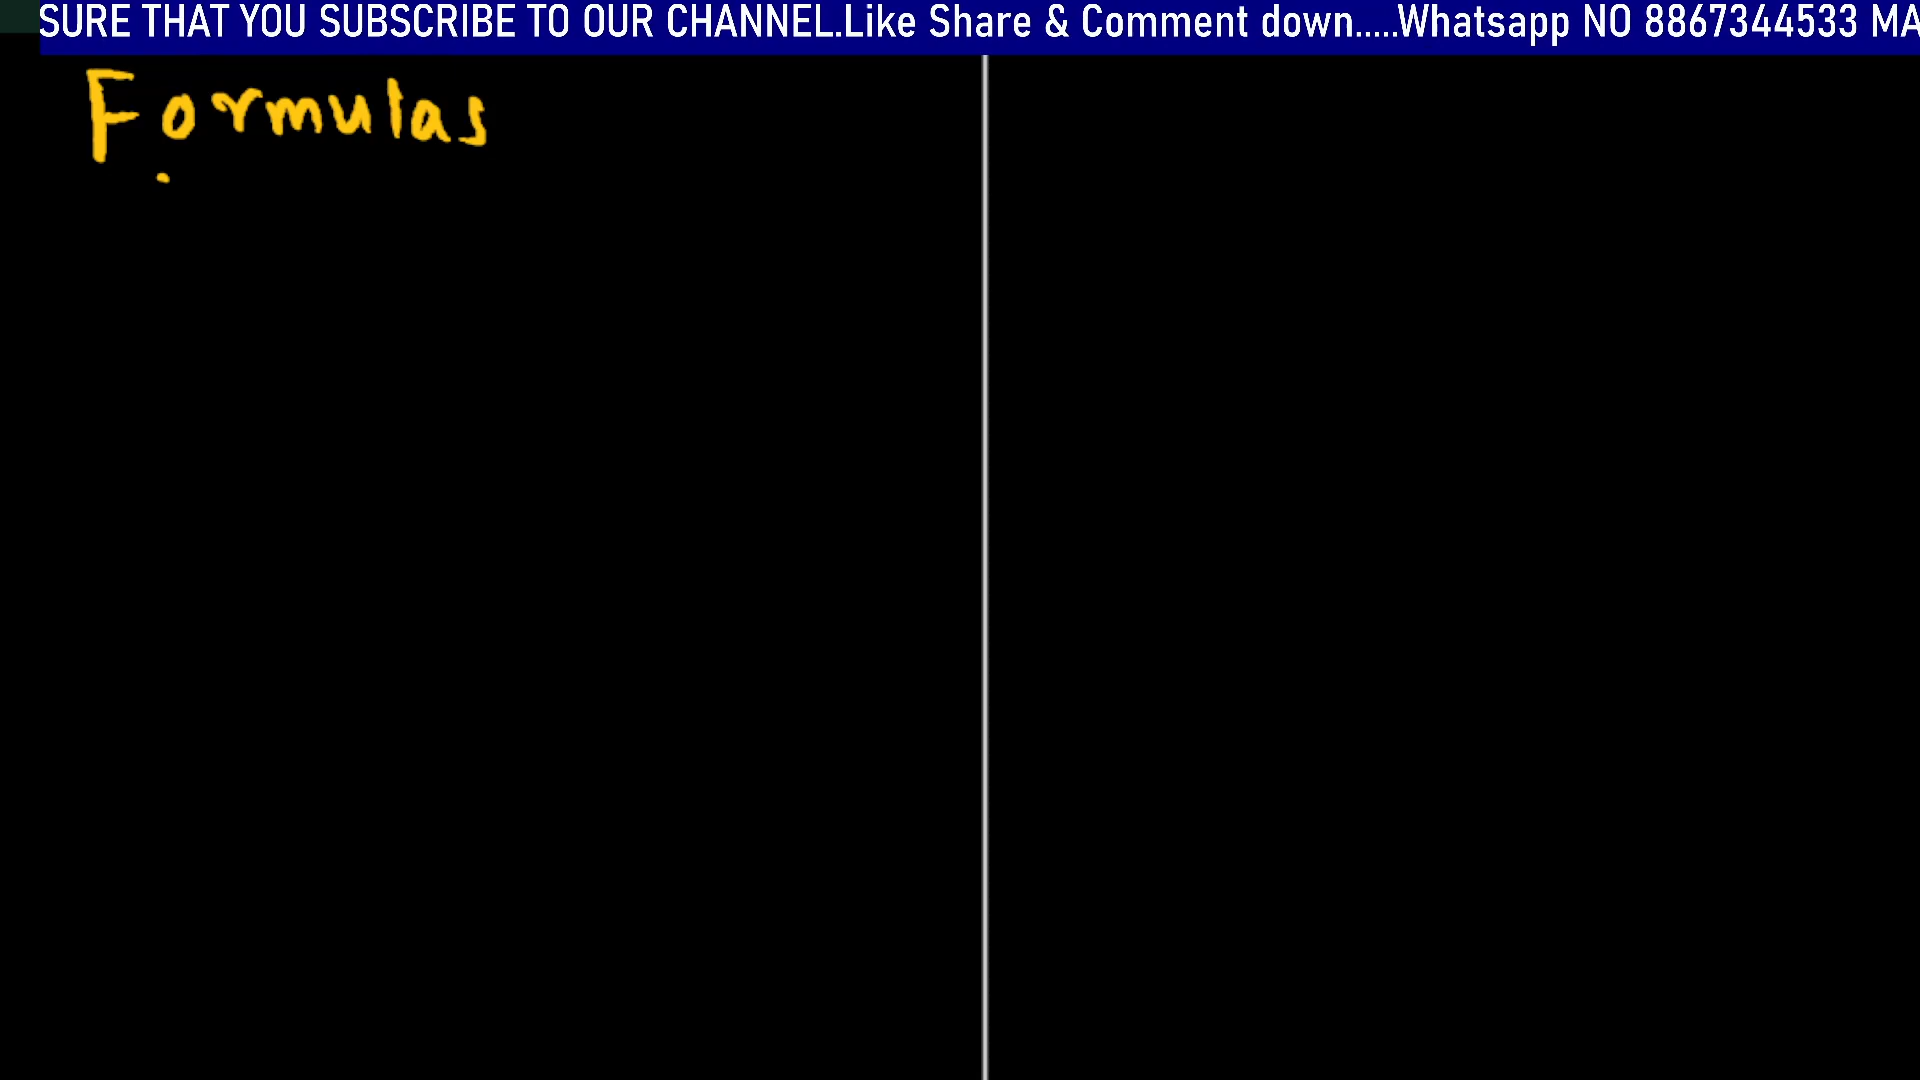 SURE THAT YOU SUBSCRIBE TO OUR CHANNEL.Like Share & Comment down.....Whatsapp NO 8867344533 MA
Formulas